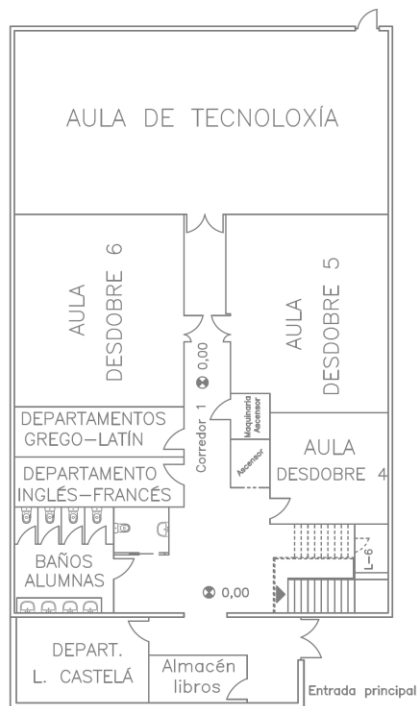 AULA DE TECNOLOXÍA
AULA
DESDOBRE 6
AULA
DESDOBRE 5
0,00
Corredor 1
Maquinaria
Ascensor
Ascensor
DEPARTAMENTOS
GREGO-LATÍN
DEPARTAMENTO
INGLÉS-FRANCÉS
AULA
DESDOBRE 4
BAÑOS
ALUMNAS
L-6
0,00
DEPART.
L. CASTELÁ
Almacén
libros
Entrada principal